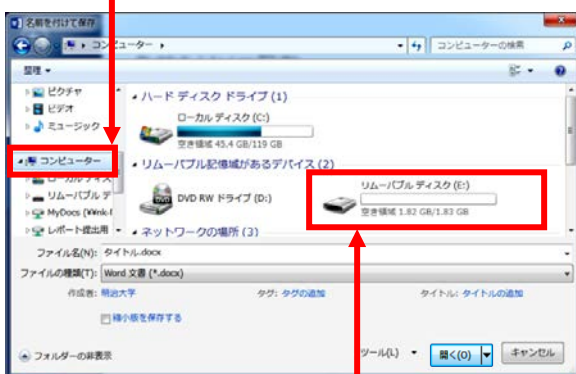 名前を付けて保存
コンピューター
コンピューターの検索
整理
ピクチャ
ビデオ
ミュージック
コンピューター
ローカル ディス
リムーバブル デ
MyDocs
レポート提出用
ハード ディスク ドライブ (1)
ローカル ディスク (C:)
空き領域 45.4 GB/119 GB
リムーバブル記憶域があるデバイス (2)
DVD RW ドライブ (D:)
リムーバブル ディスク (E:)
空き領域 1.82 GB/1.83 GB
ネットワークの場所 (3)
ファイル名(N): タイトル.docx
ファイルの種類(T): Word 文書 (*.docx)
作成者: 明治大学 タグ: タグの追加 タイトル: タイトルの追加
縮小版を保存する
フォルダーの非表示
ツール(L) 開く(O) キャンセル